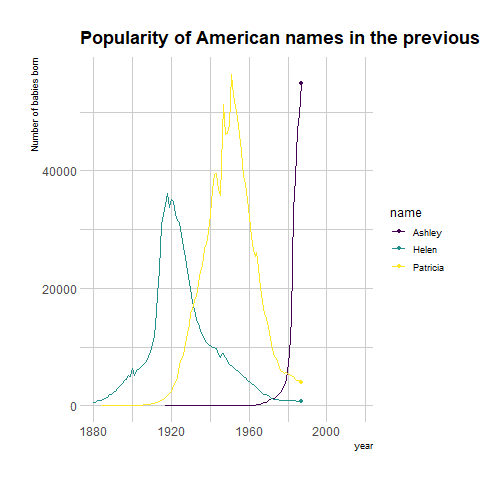 Popularity of American names in the previous
Number of babies born
40000
20000
0
1880 1920 1960 2000
year
name
Ashley
Helen
Patricia